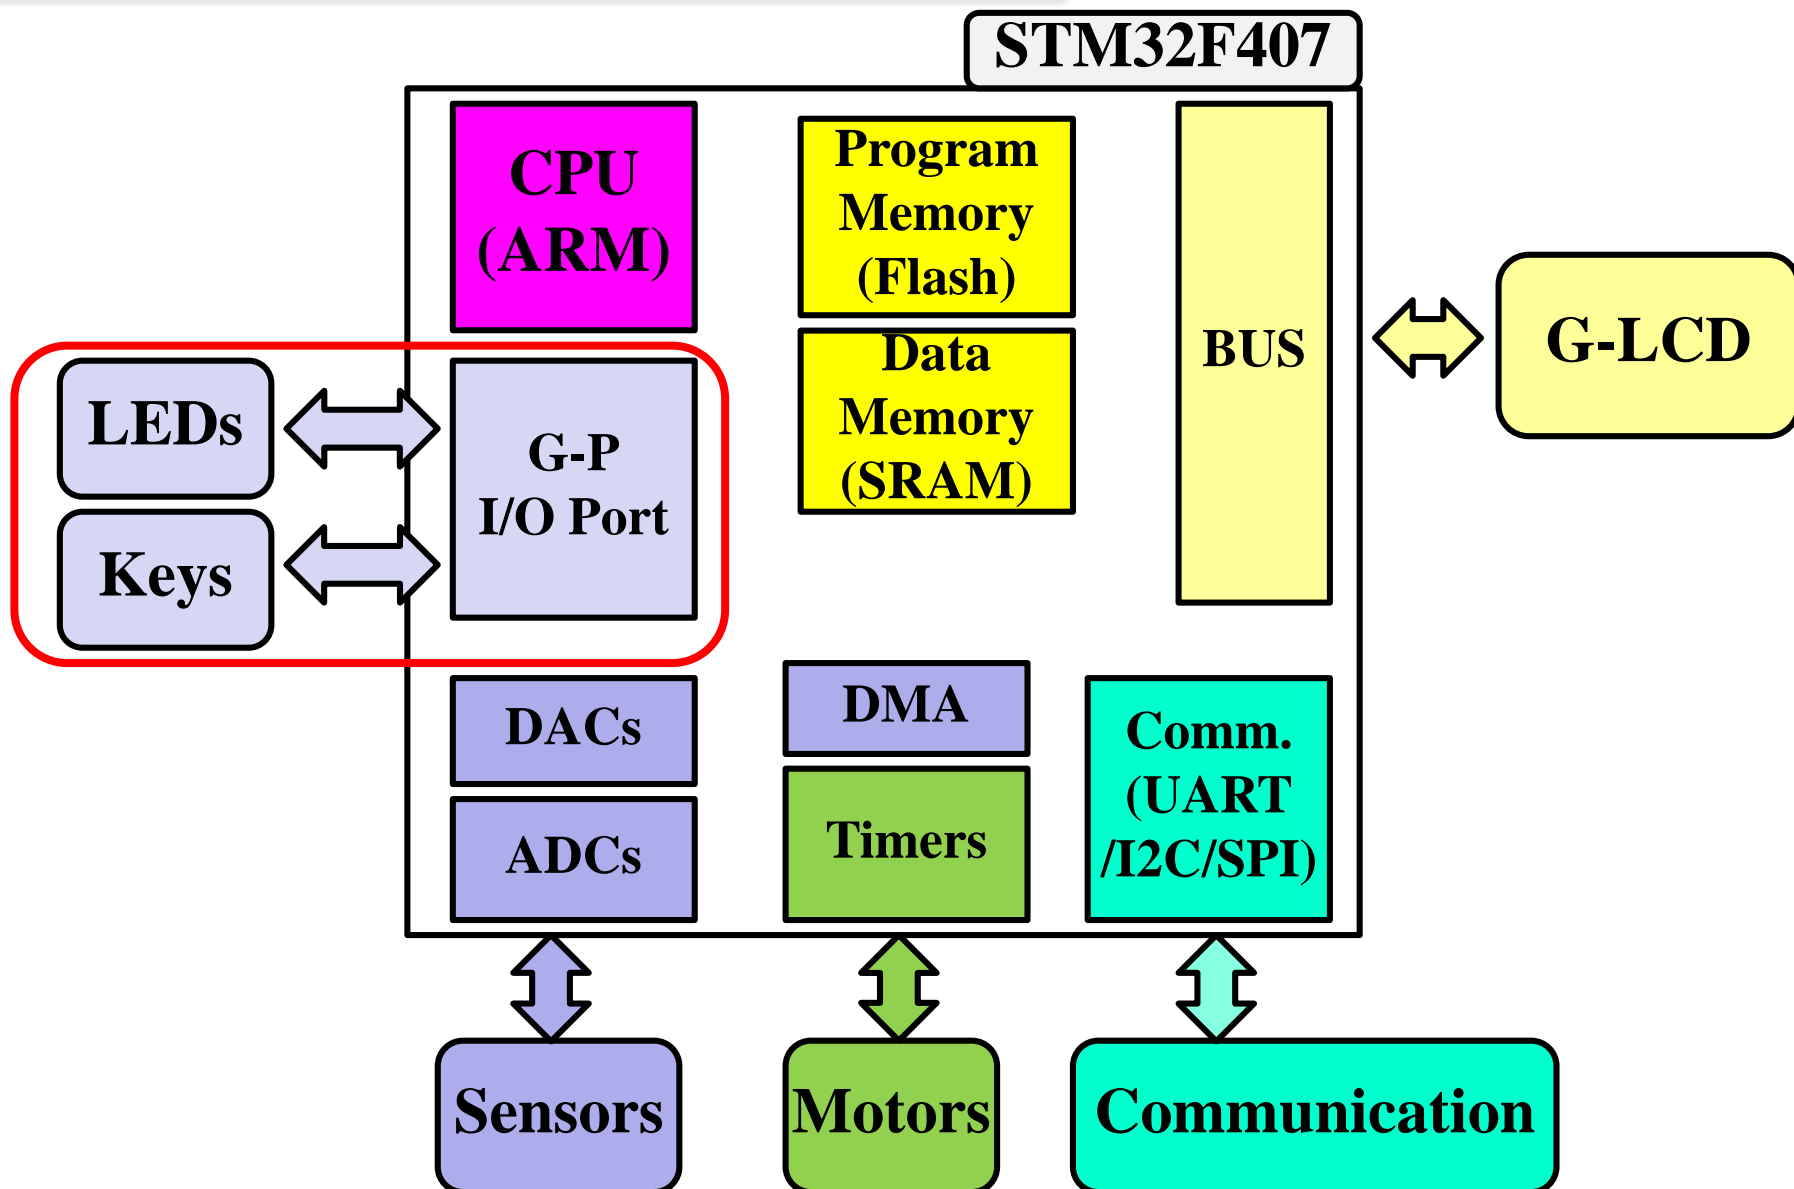 STM32F407
CPU
(ARM)
Program
Memory
(Flash)
Data
Memory
(SRAM)
BUS
G-LCD
LEDs
Keys
G-P
I/O Port
DACs
ADCs
DMA
Timers
Comm.
(UART
/I2C/SPI)
Sensors
Motors
Communication